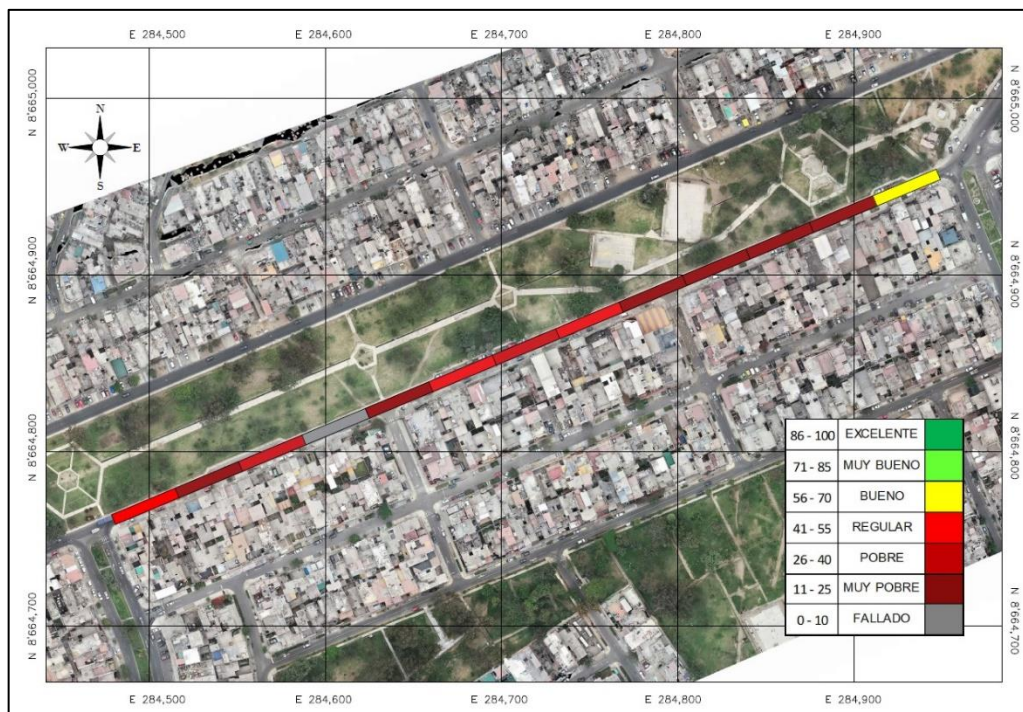 E 284,500 E 284,600 E 284,700 E 284,800 E 284,900
N 8'665,000
N 8'665,000
N
W E
S
N 8'664,900
N 8'664,900
N 8'664,800
N 8'664,800
N 8'664,700
N 8'664,700
86 - 100 EXCELENTE
71 - 85 MUY BUENO
56 - 70 BUENO
41 - 55 REGULAR
26 - 40 POBRE
11 - 25 MUY POBRE
0 - 10 FALLADO
E 284,500 E 284,600 E 284,700 E 284,800 E 284,900